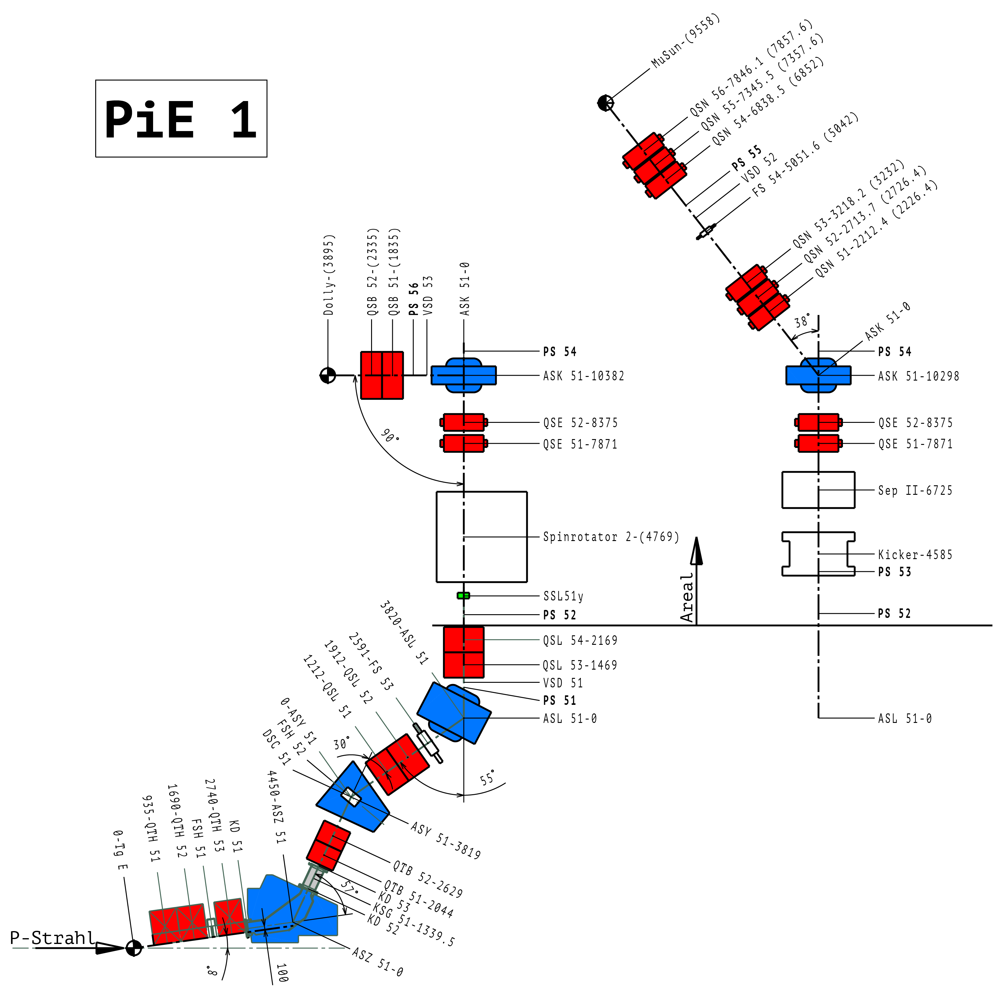 PiE 1
MuSun-(9558)
QSN 56-7846.1 (7857.6)
QSN 55-7345.5 (7357.6)
QSN 54-6838.5 (6852)
PS 55
VSD 52
FS 54-5051.6 (5042)
QSN 53-3218.2 (3232)
QSN 52-2713.7 (2726.4)
QSN 51-2212.4 (2226.4)
38°
ASK 51-0
Dolly-(3895)
QSB 52-(2335)
QSB 51-(1835)
PS 56
VSD 53
ASK 51-0
PS 54
ASK 51-10382
QSE 52-8375
QSE 51-7871
90°
Spinrotator 2-(4769)
SSL51y
PS 52
QSL 54-2169
QSL 53-1469
VSD 51
PS 51
ASL 51-0
PS 54
ASK 51-10298
QSE 52-8375
QSE 51-7871
Sep II-6725
Kicker-4585
PS 53
PS 52
ASL 51-0
Areal
3820-ASL 51
2591-FS 53
1912-QSL 52
1212-QSL 51
0-ASY 51
FSH 52
DSC 51
30°
55°
4450-ASZ 51
KD 51
2740-QTH 53
FSH 51
1690-QTH 52
935-QTH 51
0-Tg E
ASY 51-3819
QTB 52-2629
QTB 51-2044
KD 53
KSG 51-1339.5
KD 52
57°
ASZ 51-0
P-Strahl
8°
100